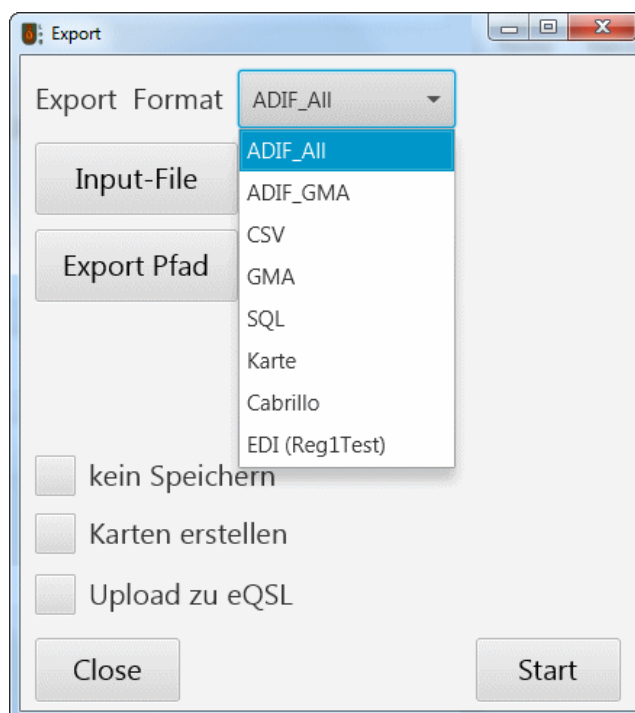 Export
Export Format ADIF_All
ADIF_All
Input-File
ADIF_GMA
CSV
Export Pfad
GMA
SQL
Karte
Cabrillo
EDI (Reg1Test)
kein Speichern
Karten erstellen
Upload zu eQSL
Close Start